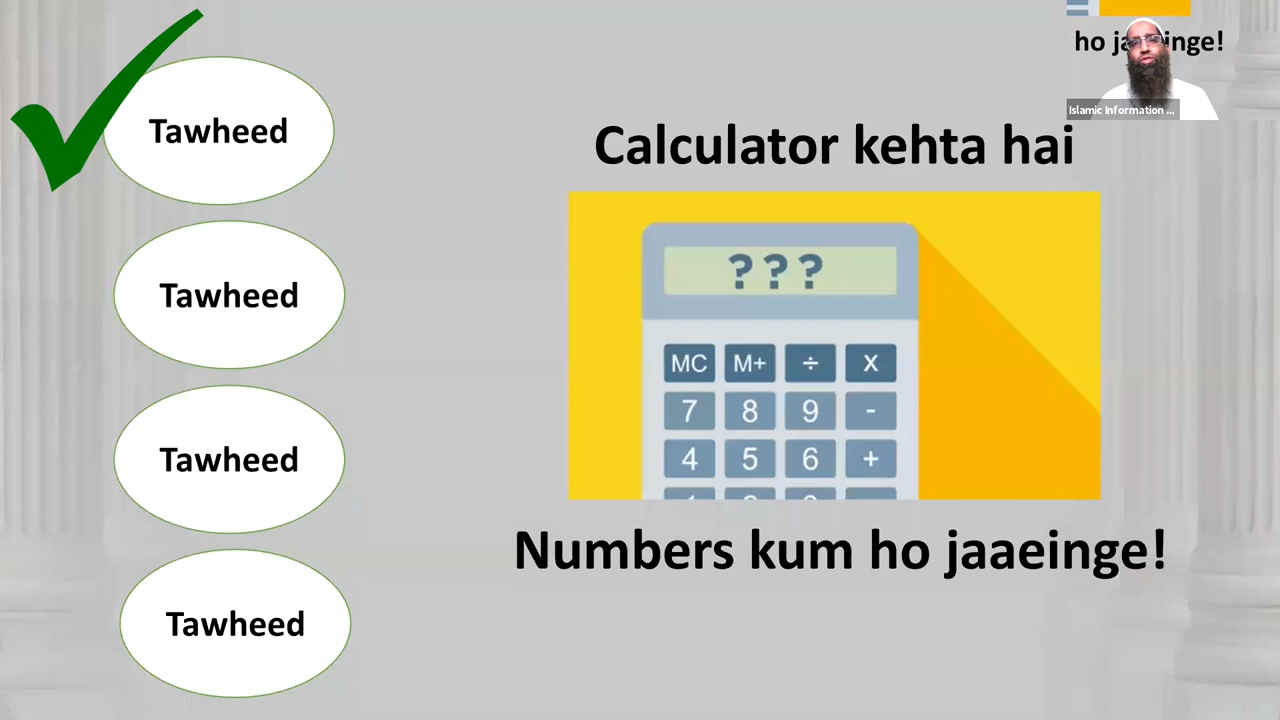 Tawheed
Tawheed
Tawheed
Tawheed
Calculator kehta hai
???
MC M+ ÷ x
7 8 9 -
4 5 6 +
Numbers kum ho jaaeinge!
inge!
Islamic Information ...